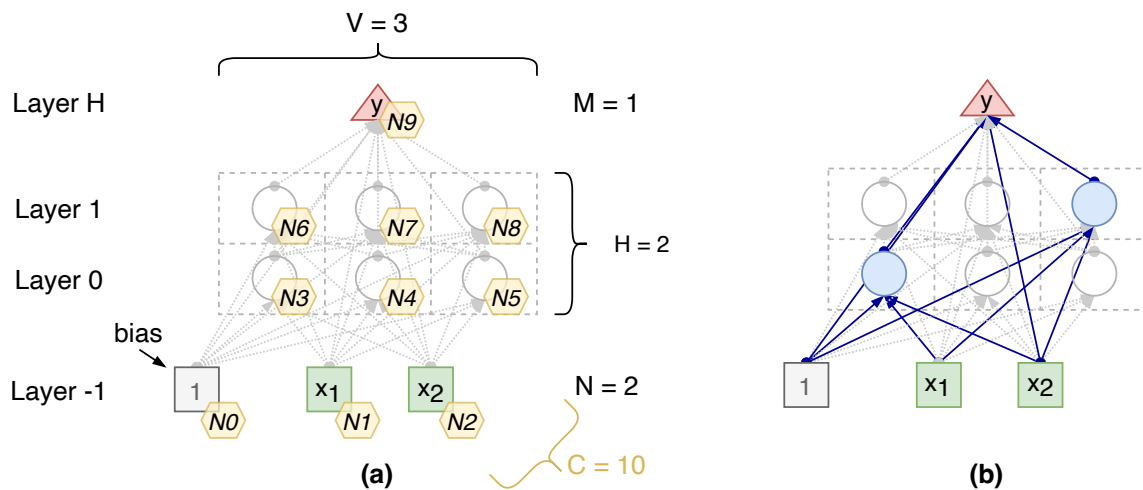 V = 3
Layer H
y
N9
M = 1
y
Layer 1
N6
N7
N8
H = 2
Layer 0
N3
N4
N5
bias
Layer -1
1
x1
x2
N = 2
1
x1
x2
N0
N1
N2
C = 10
(a)
(b)